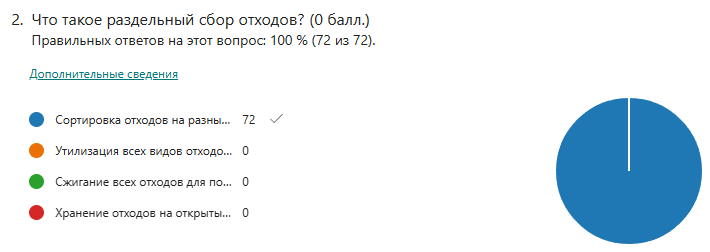 2. Что такое раздельный сбор отходов? (0 балл.)
Правильных ответов на этот вопрос: 100 % (72 из 72).
Дополнительные сведения
Сортировка отходов на разны... 72
Утилизация всех видов отходо... 0
Сжигание всех отходов для по... 0
Хранение отходов на открыты... 0